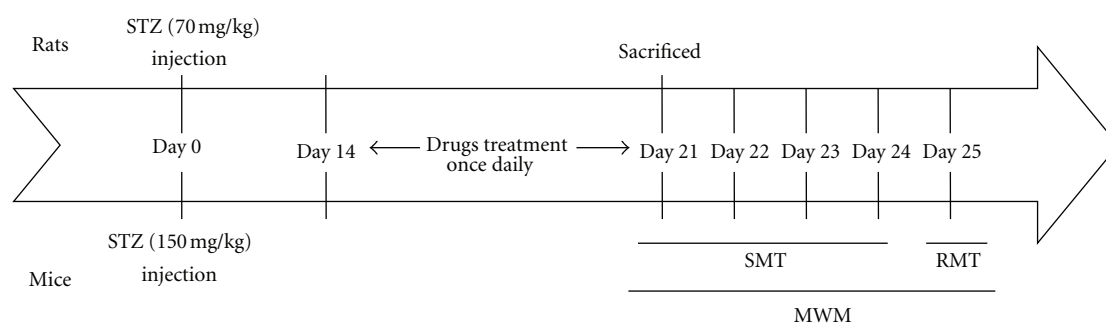 STZ (70 mg/kg)
injection
Rats
Sacrificed
Day 0
Day 14
Drugs treatment
once daily
Day 21
Day 22
Day 23
Day 24
Day 25
STZ (150 mg/kg)
injection
Mice
SMT
RMT
MWM